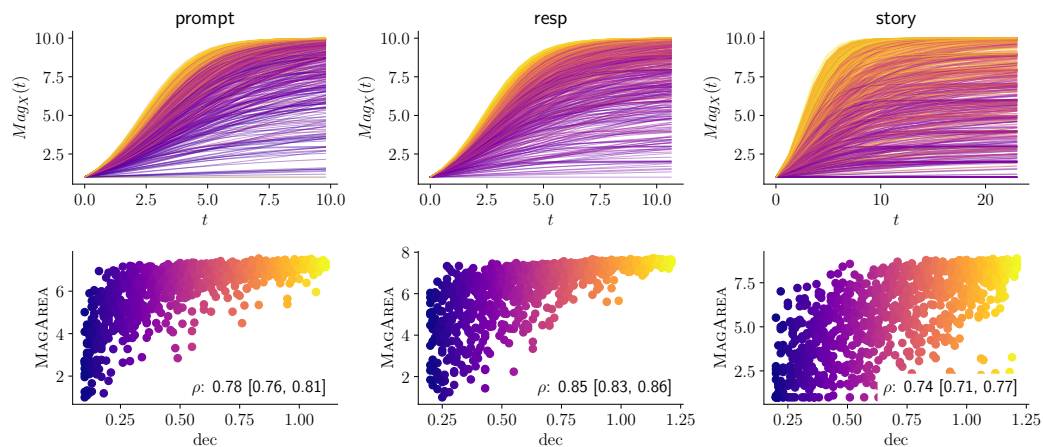 prompt
resp
story
10.0
7.5
5.0
2.5
Mag_X(t)
0.0 2.5 5.0 7.5 10.0
t
10.0
7.5
5.0
2.5
Mag_X(t)
0.0 2.5 5.0 7.5 10.0
t
10.0
7.5
5.0
2.5
Mag_X(t)
0 10 20
t
6
4
2
MAGAREA
ρ: 0.78 [0.76, 0.81]
0.25 0.50 0.75 1.00
dec
8
6
4
2
MAGAREA
ρ: 0.85 [0.83, 0.86]
0.25 0.50 0.75 1.00 1.25
dec
7.5
5.0
2.5
MAGAREA
ρ: 0.74 [0.71, 0.77]
0.25 0.50 0.75 1.00 1.25
dec